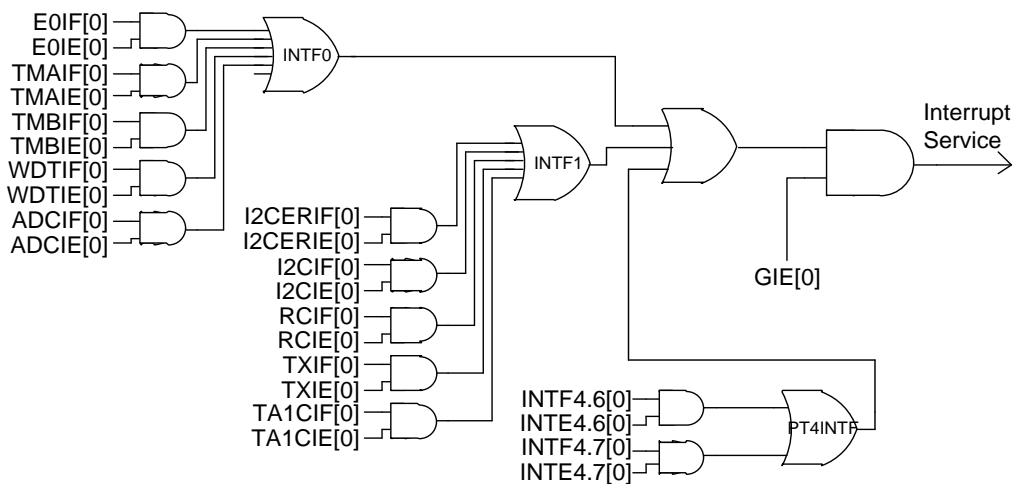 E0IF[0]
E0IE[0]
TMAIF[0]
TMAIE[0]
TMBIF[0]
TMBIE[0]
WDTIF[0]
WDTIE[0]
ADCIF[0]
ADCIE[0]
INTF0
I2CERIF[0]
I2CERIE[0]
I2CIF[0]
I2CIE[0]
RCIF[0]
RCIE[0]
TXIF[0]
TXIE[0]
TA1CIF[0]
TA1CIE[0]
INTF1
INTF4.6[0]
INTE4.6[0]
INTF4.7[0]
INTE4.7[0]
PT4INTF
GIE[0]
Interrupt
Service